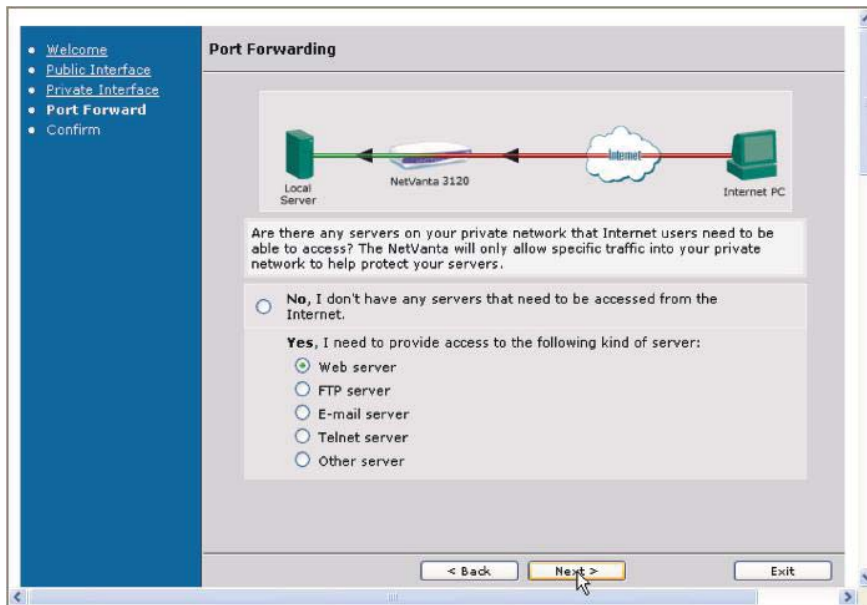 Welcome
Public Interface
Private Interface
Port Forward
Confirm
Port Forwarding
Internet
Local
Server
NetVanta 3120
Internet PC
Are there any servers on your private network that Internet users need to be
able to access? The NetVanta will only allow specific traffic into your private
network to help protect your servers.
No, I don't have any servers that need to be accessed from the
Internet.
Yes, I need to provide access to the following kind of server:
Web server
FTP server
E-mail server
Telnet server
Other server
< Back
Next >
Exit